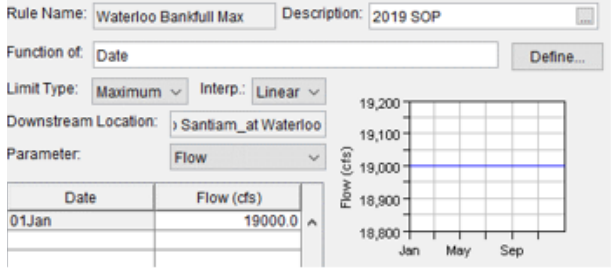 Rule Name: Waterloo Bankfull Max Description: 2019 SOP ...
Function of: Date Define...
Limit Type: Maximum Interp.: Linear
Downstream Location: Santiam_at Waterloo
Parameter: Flow
Date Flow (cfs)
01Jan 19000.0
Flow (cfs)
19,200
19,100
19,000
18,900
18,800
Jan May Sep